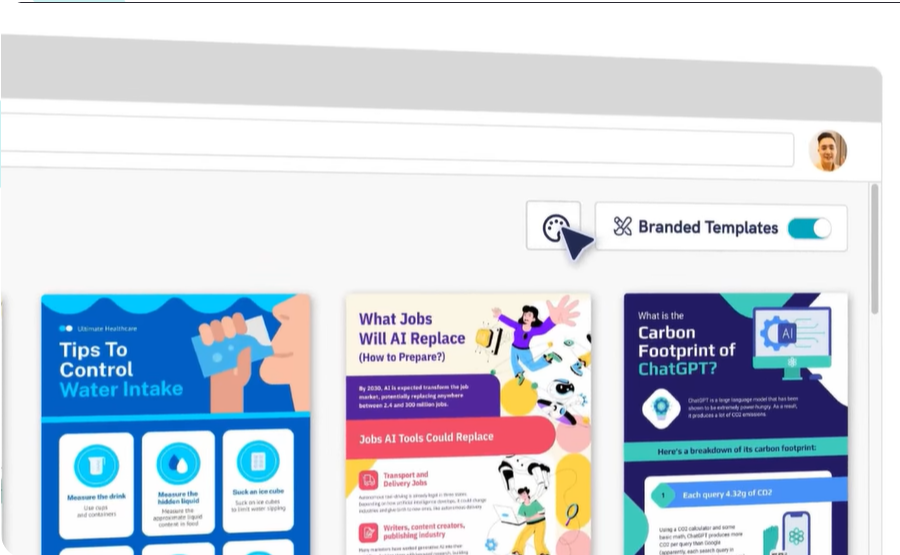 Branded Templates
Ultimate Healthcare
Tips To
Control
Water Intake
Measure the drink
Use cups
and containers
Measure the
hidden liquid
Measure the
approximate liquid
content in food
Suck an ice cube
Suck on ice cubes
to limit water sipping
What Jobs
Will AI Replace
(How to Prepare?)
By 2030, AI is expected transform the job
market, potentially replacing anywhere
between 2.4 and 300 million jobs.
Jobs AI Tools Could Replace
Transport and
Delivery Jobs
Writers, content creators,
publishing industry
What is the
Carbon
Footprint of
ChatGPT?
AI
ChatGPT is a large language model that has been
shown to be extremely power hungry. As a result,
it produces a lot of CO2 emissions.
Here's a breakdown of its carbon footprint:
1 Each query 4.32g of CO2
Using a CO2 calculator and some
basic math, ChatGPT produces more
CO2 per query than Google